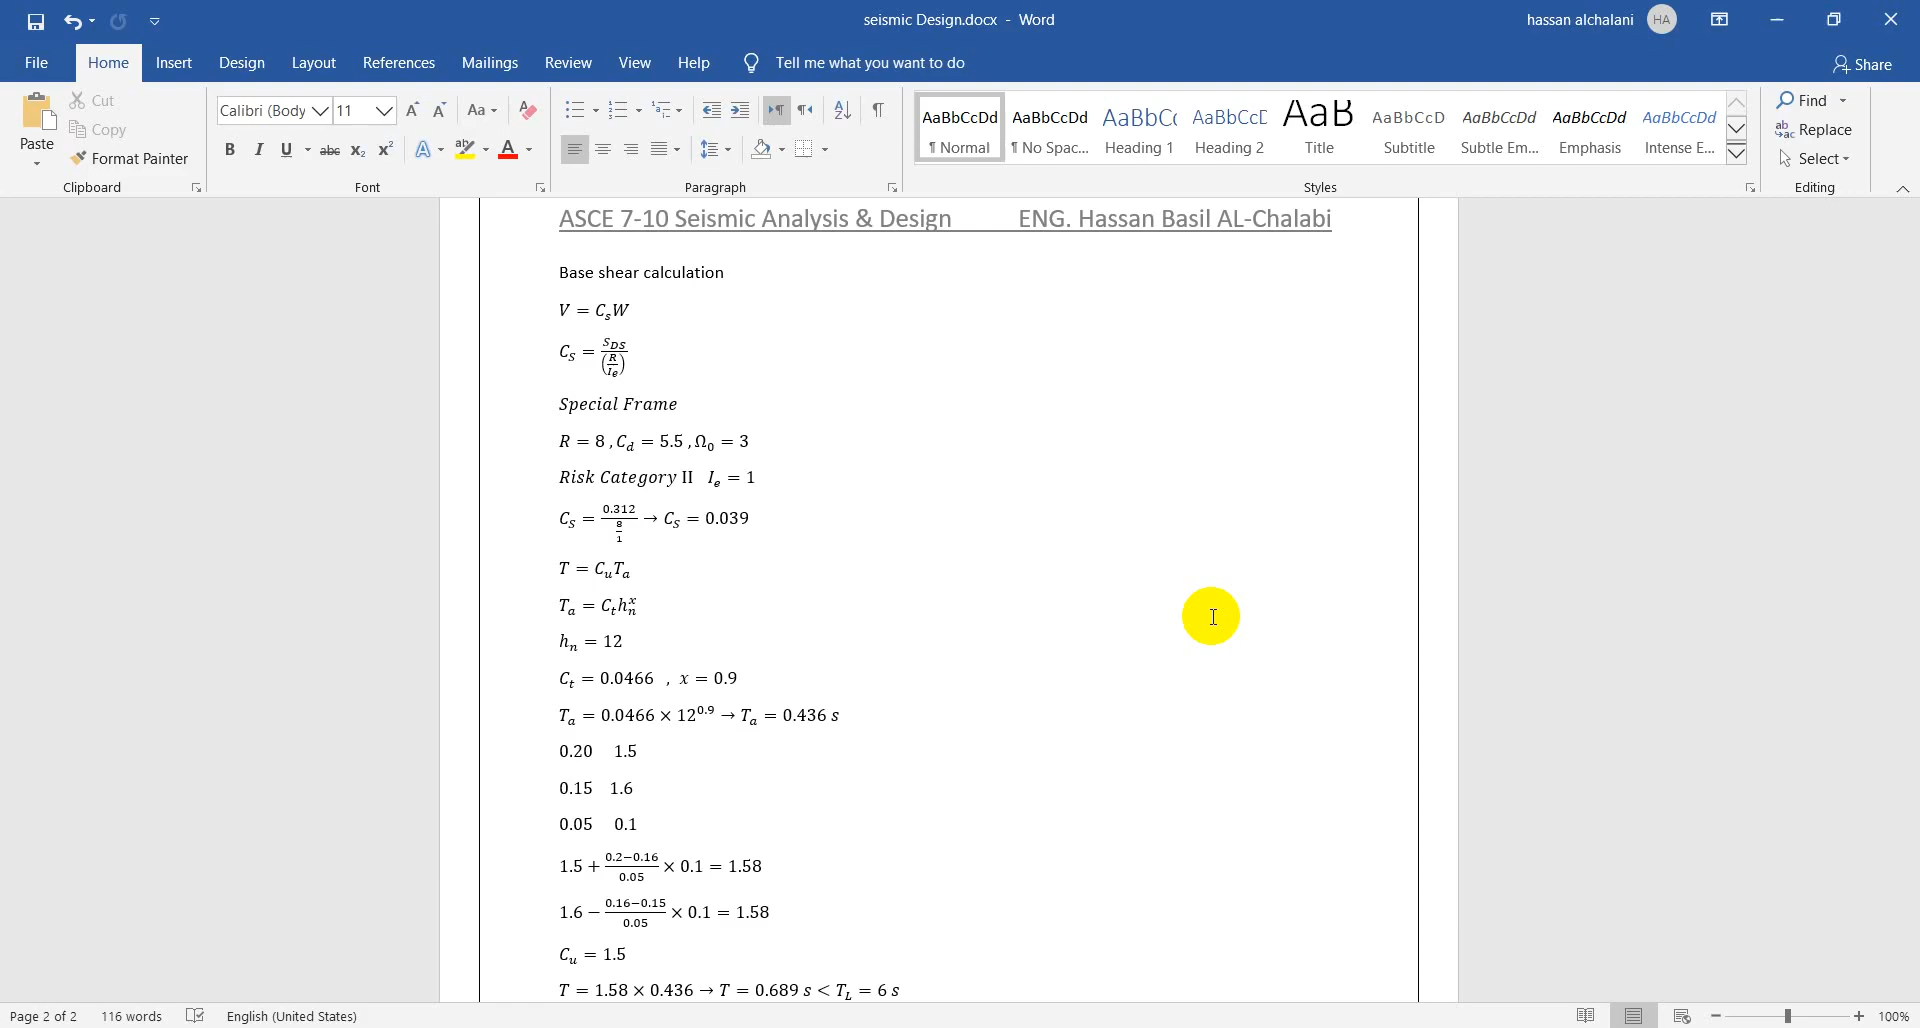 seismic Design.docx - Word
hassan alchalani HA
File Home Insert Design Layout References Mailings Review View Help Tell me what you want to do Share
Paste
Cut
Copy
Format Painter
Clipboard
Calibri (Body 11
Font
Paragraph
AaBbCcDd AaBbCcDd AaBbC( AaBbCcE AaB AaBbCcD AaBbCcDd AaBbCcDd AaBbCcDd
¶ Normal ¶ No Spac... Heading 1 Heading 2 Title Subtitle Subtle Em... Emphasis Intense E...
Styles
Find
Replace
Select
Editing
ASCE 7-10 Seismic Analysis & Design ENG. Hassan Basil AL-Chalabi
Base shear calculation
V = C_s W
C_S = S_DS / (R/I_e)
Special Frame
R = 8 , C_d = 5.5 , Ω_0 = 3
Risk Category II I_e = 1
C_S = 0.312 / (8/1) → C_S = 0.039
T = C_u T_a
T_a = C_t h_n^x
h_n = 12
C_t = 0.0466 , x = 0.9
T_a = 0.0466 × 12^0.9 → T_a = 0.436 s
0.20 1.5
0.15 1.6
0.05 0.1
1.5 + (0.2−0.16)/0.05 × 0.1 = 1.58
1.6 − (0.16−0.15)/0.05 × 0.1 = 1.58
C_u = 1.5
T = 1.58 × 0.436 → T = 0.689 s < T_L = 6 s
Page 2 of 2 116 words English (United States) 100%